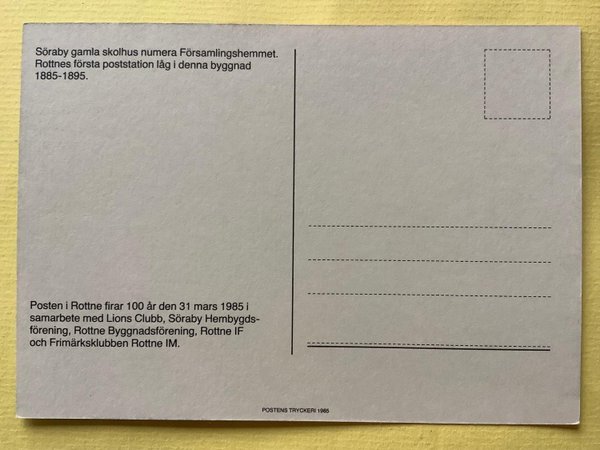 Söraby gamla skolhus numera Församlingshemmet.
Rottnes första poststation låg i denna byggnad
1885-1895.
Posten i Rottne firar 100 år den 31 mars 1985 i
samarbete med Lions Clubb, Söraby Hembygds-
förening, Rottne Byggnadsförening, Rottne IF
och Frimärksklubben Rottne IM.
POSTENS TRYCKERI 1985